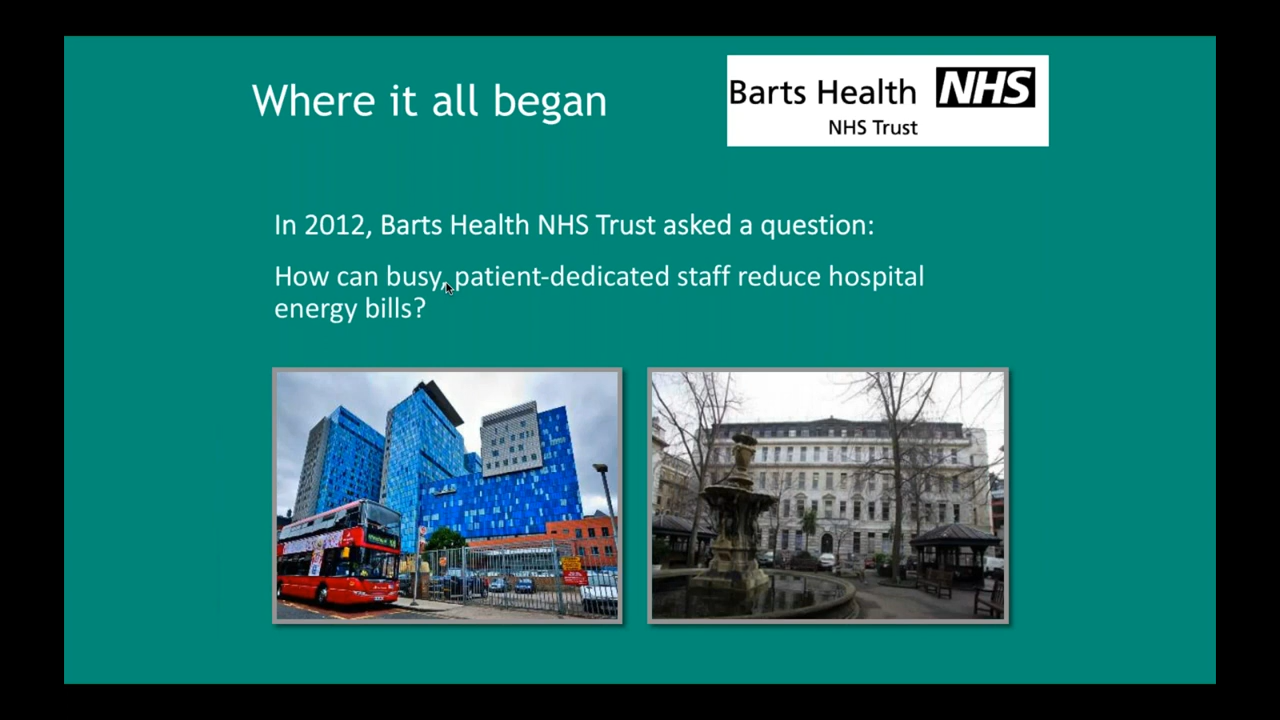 Where it all began
Barts Health NHS
NHS Trust
In 2012, Barts Health NHS Trust asked a question:
How can busy, patient-dedicated staff reduce hospital
energy bills?